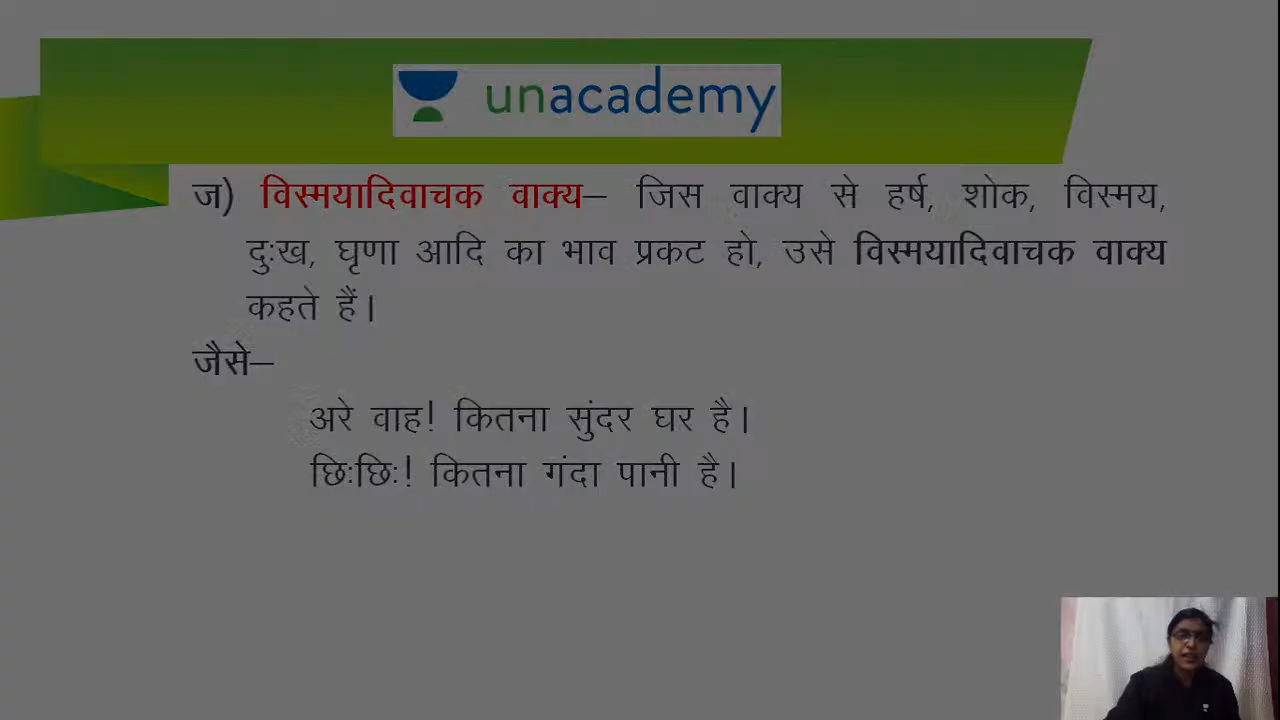 unacademy
ज) विस्मयादिवाचक वाक्य– जिस वाक्य से हर्ष, शोक, विस्मय,
दुःख, घृणा आदि का भाव प्रकट हो, उसे विस्मयादिवाचक वाक्य
कहते हैं।
जैसे–
अरे वाह! कितना सुंदर घर है।
छिःछिः! कितना गंदा पानी है।